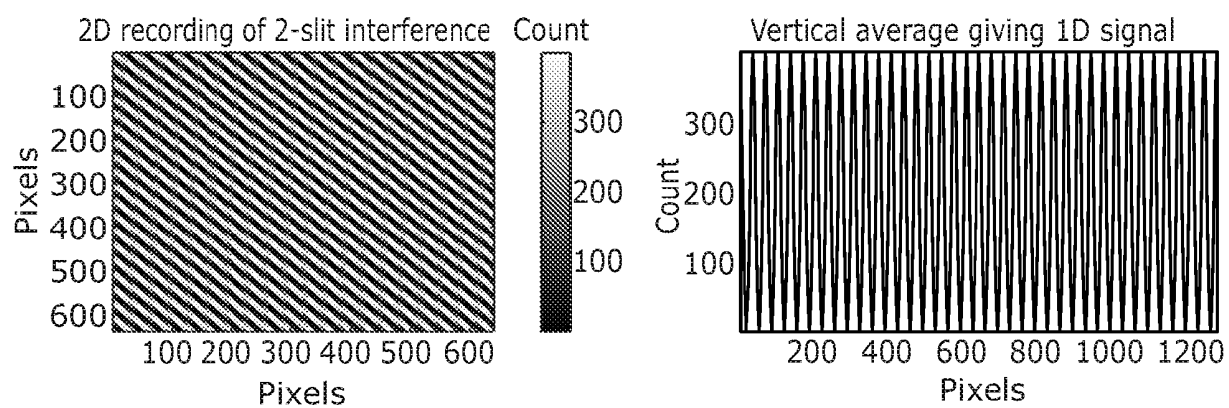 2D recording of 2-slit interference
Count
Pixels
100
200
300
400
500
600
100 200 300 400 500 600
Pixels
300
200
100
Vertical average giving 1D signal
Count
300
200
100
200 400 600 800 1000 1200
Pixels